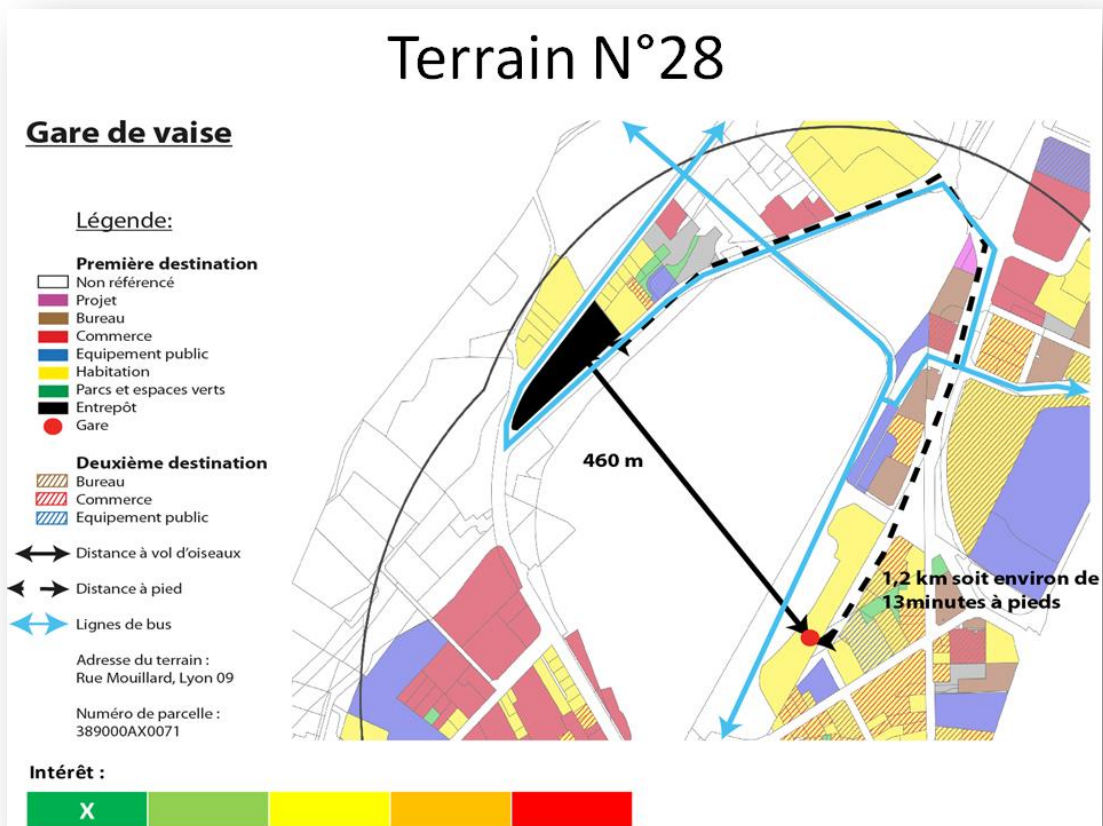 Terrain N°28
Gare de vaise
Légende:
Première destination
Non référencé
Projet
Bureau
Commerce
Equipement public
Habitation
Parcs et espaces verts
Entrepôt
Gare
Deuxième destination
Bureau
Commerce
Equipement public
Distance à vol d'oiseaux
Distance à pied
Lignes de bus
Adresse du terrain :
Rue Mouillard, Lyon 09
Numéro de parcelle :
389000AX0071
460 m
1,2 km soit environ de
13minutes à pieds
Intérêt :
X